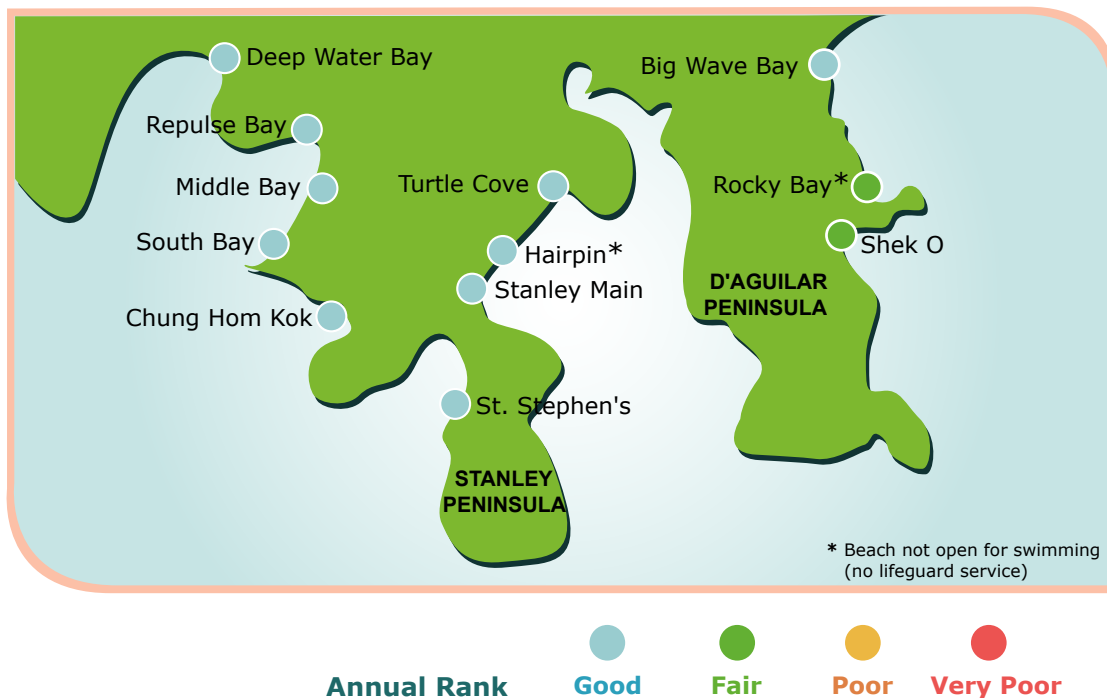 Deep Water Bay
Big Wave Bay
Repulse Bay
Middle Bay
Turtle Cove
Rocky Bay*
South Bay
Hairpin*
Shek O
Stanley Main
D'AGUILAR
PENINSULA
Chung Hom Kok
St. Stephen's
STANLEY
PENINSULA
* Beach not open for swimming
(no lifeguard service)
Annual Rank
Good
Fair
Poor
Very Poor